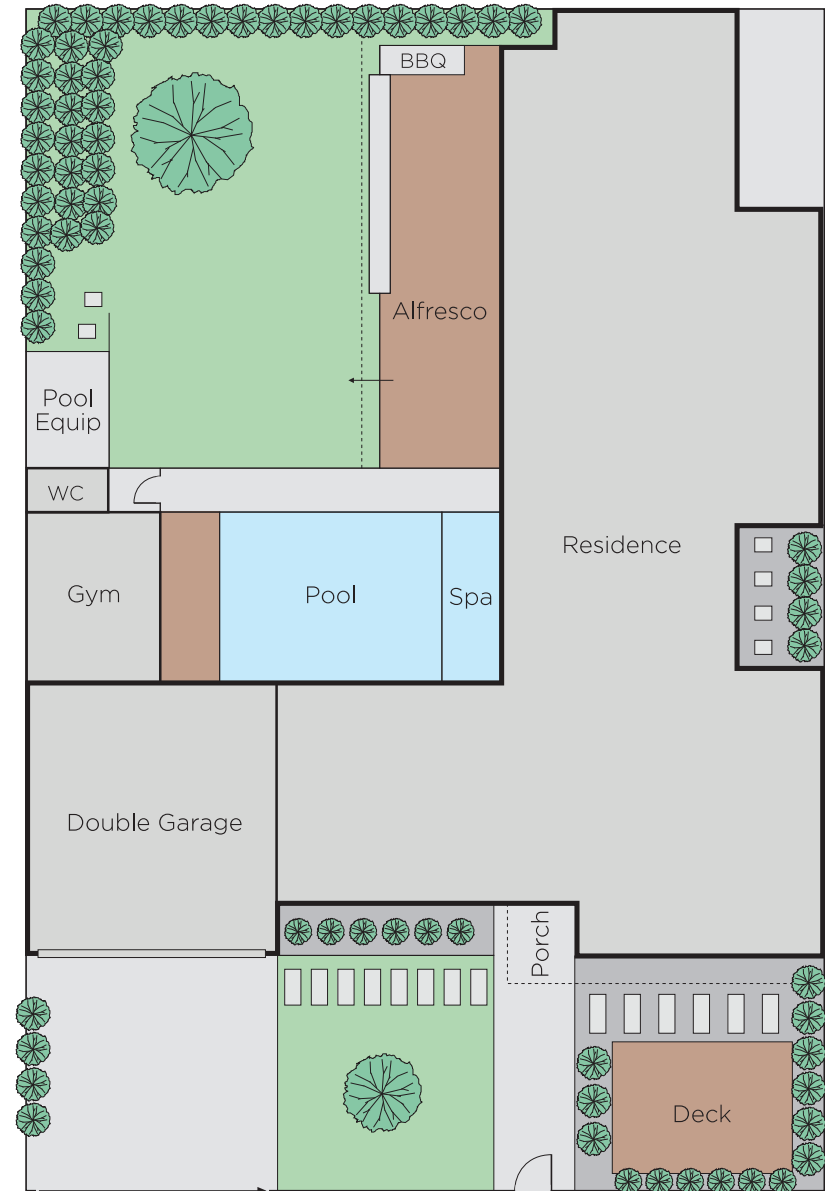 BBQ
Alfresco
Pool
Equip
WC
Residence
Gym
Pool
Spa
Double Garage
Porch
Deck